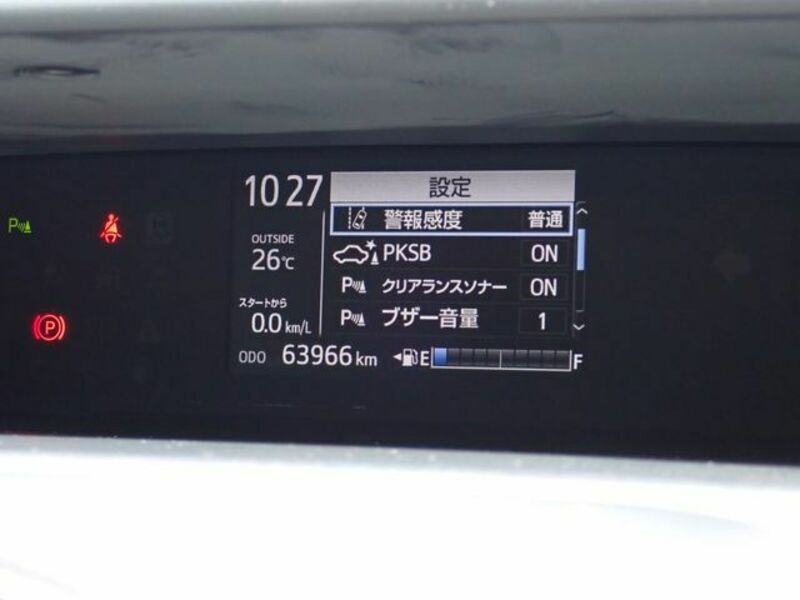 10 27
設定
警報感度 普通
OUTSIDE
26℃
PKSB ON
P クリアランスソナー ON
スタートから
0.0 km/L
P ブザー音量 1
ODO 63966 km
E F
P
P